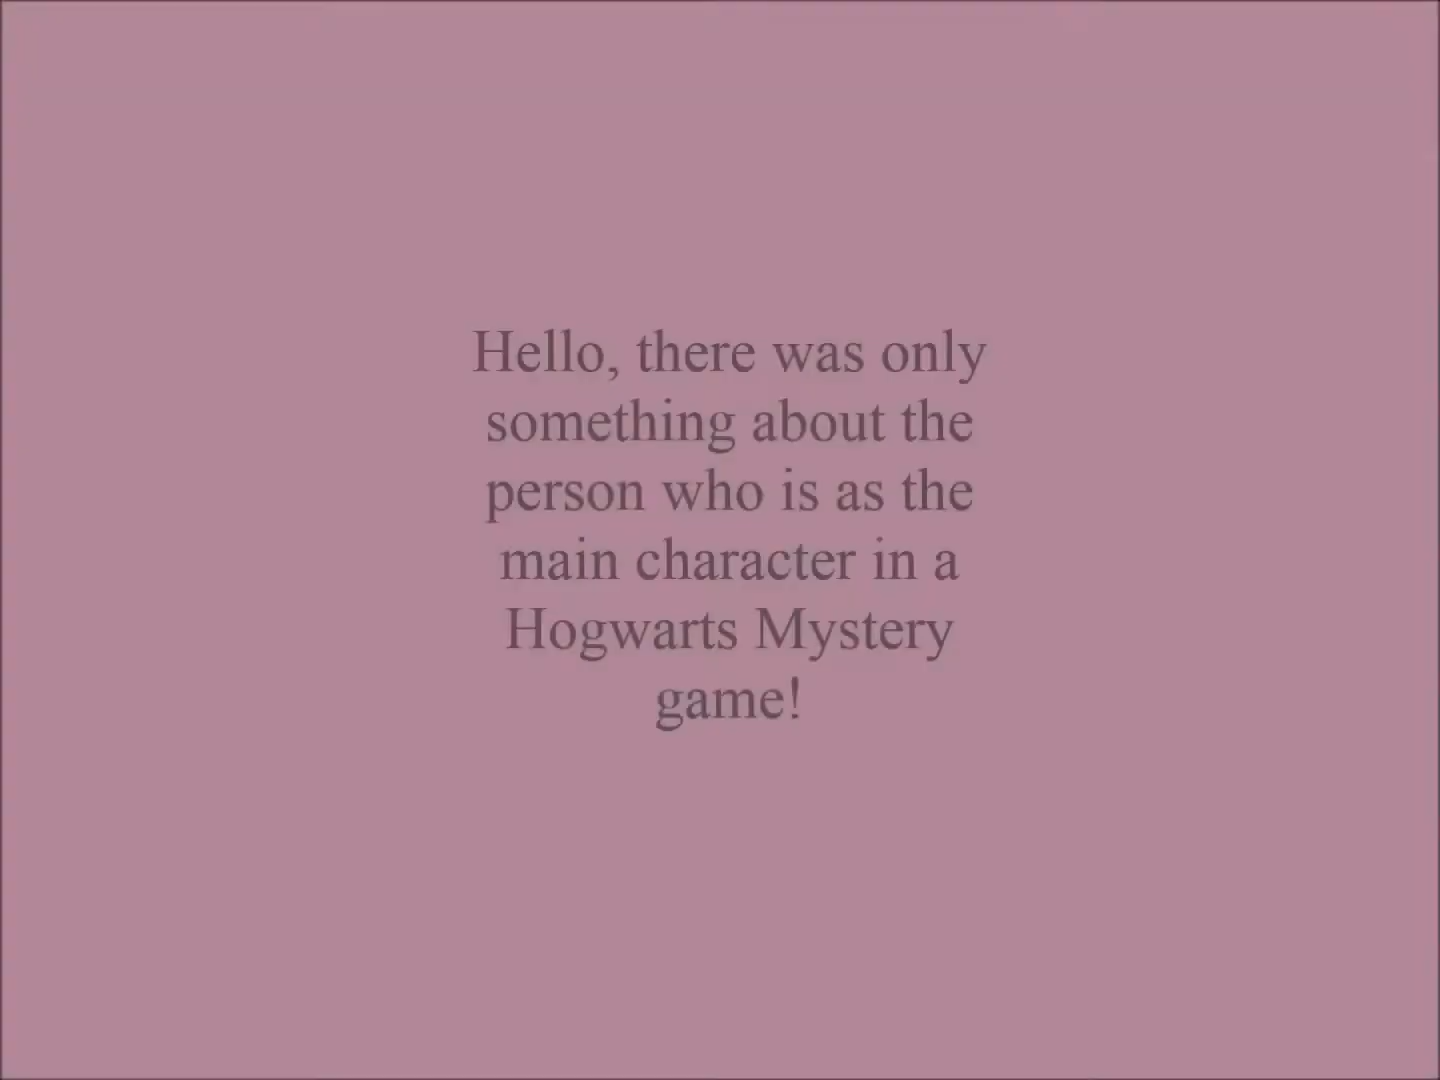 Hello, there was only
something about the
person who is as the
main character in a
Hogwarts Mystery
game!